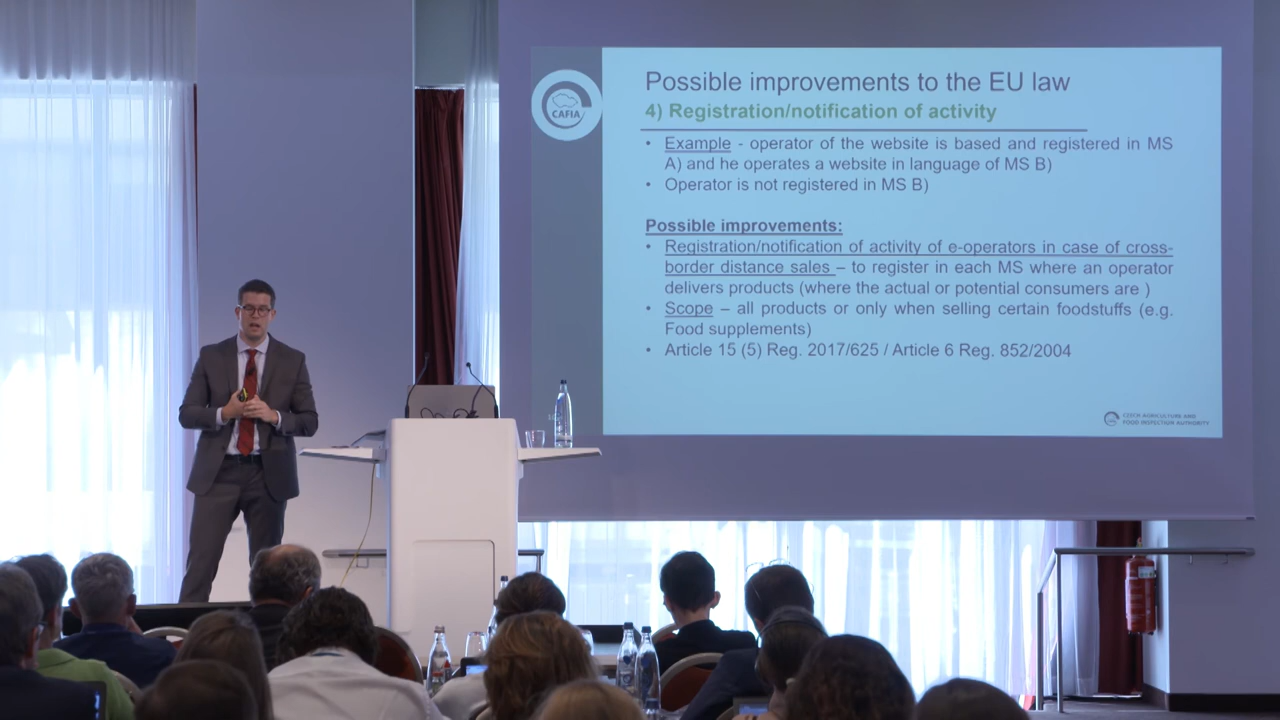 Possible improvements to the EU law
4) Registration/notification of activity
CAFIA
• Example - operator of the website is based and registered in MS
A) and he operates a website in language of MS B)
• Operator is not registered in MS B)
Possible improvements:
• Registration/notification of activity of e-operators in case of cross-
border distance sales – to register in each MS where an operator
delivers products (where the actual or potential consumers are )
• Scope – all products or only when selling certain foodstuffs (e.g.
Food supplements)
• Article 15 (5) Reg. 2017/625 / Article 6 Reg. 852/2004
CZECH AGRICULTURE AND
FOOD INSPECTION AUTHORITY